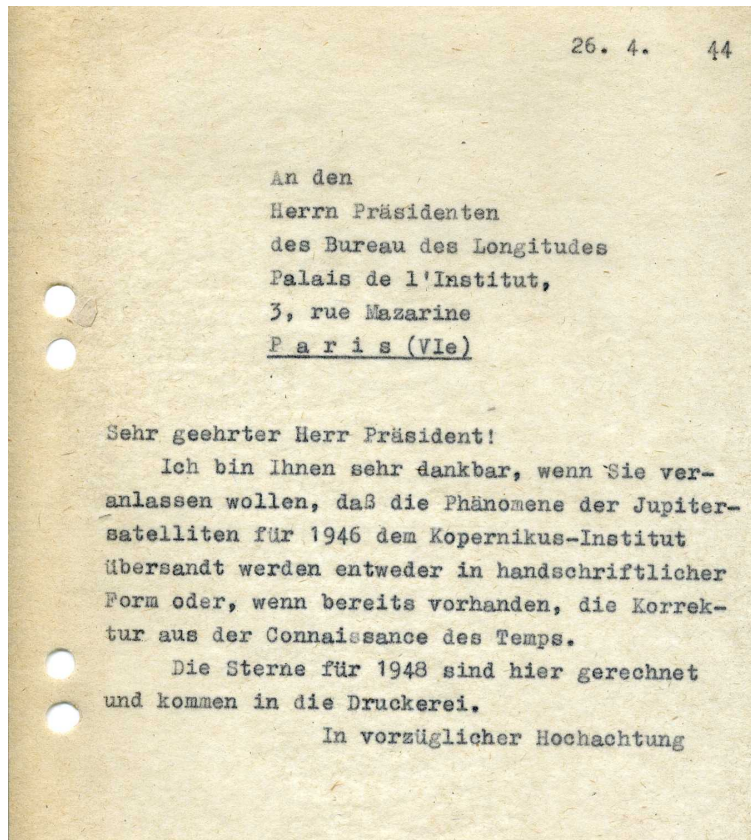 26. 4. 44
An den
Herrn Präsidenten
des Bureau des Longitudes
Palais de l'Institut,
3, rue Mazarine
P a r i s (VIe)
Sehr geehrter Herr Präsident!
Ich bin Ihnen sehr dankbar, wenn Sie ver-
anlassen wollen, daß die Phänomene der Jupiter-
satelliten für 1946 dem Kopernikus-Institut
übersandt werden entweder in handschriftlicher
Form oder, wenn bereits vorhanden, die Korrek-
tur aus der Connaissance des Temps.
Die Sterne für 1948 sind hier gerechnet
und kommen in die Druckerei.
In vorzüglicher Hochachtung